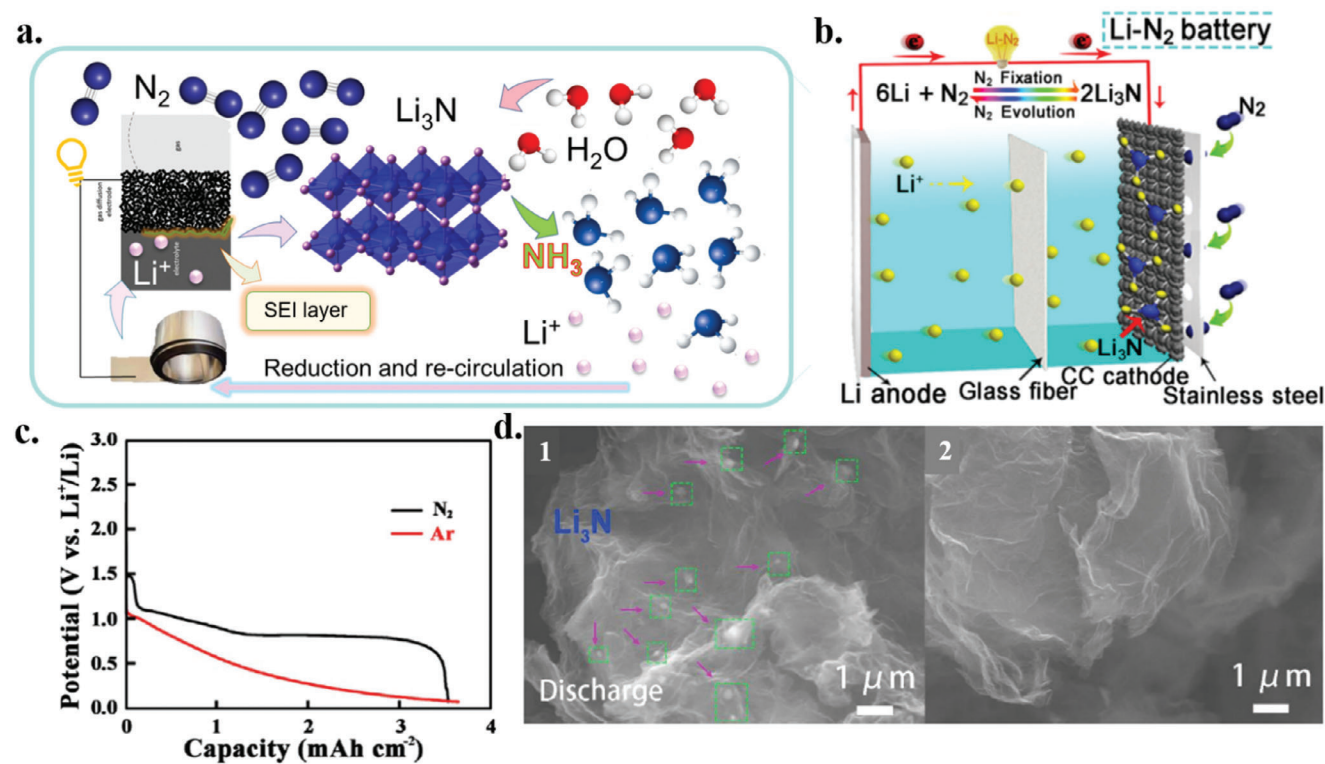 a.
N₂
Li₃N
H₂O
gas
gas diffusion
electrode
electrolyte
Li⁺
SEI layer
NH₃
Li⁺
Reduction and re-circulation
b.
Li-N₂ battery
e
Li-N₂
e
6Li + N₂
N₂ Fixation
N₂ Evolution
2Li₃N
N₂
Li⁺
Li₃N
Li anode
Glass fiber
CC cathode
Stainless steel
c.
Potential (V vs. Li⁺/Li)
3.0
2.5
2.0
1.5
1.0
0.5
0.0
N₂
Ar
0
1
2
3
4
Capacity (mAh cm⁻²)
d.
1
Li₃N
Discharge
1 μm
2
1 μm